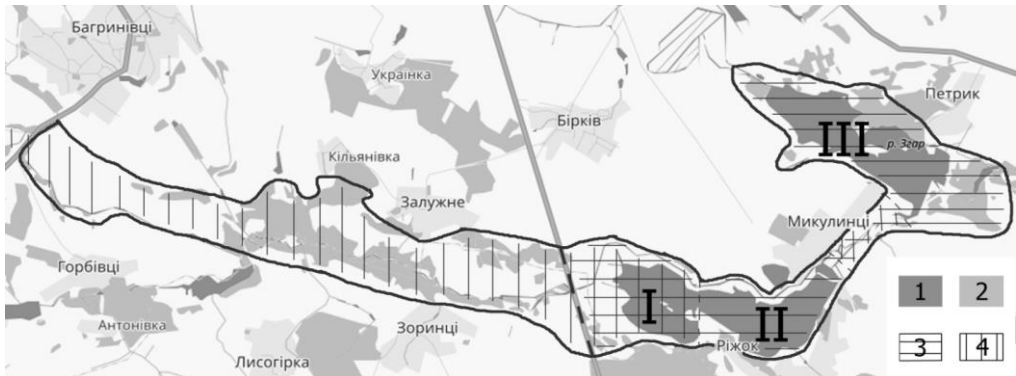 Багринівці
Українка
Бірків
Петрик
III
р. Згар
Кільянівка
Залужне
Микулинці
Горбівці
Антонівка
Зоринці
Лисогірка
I
II
Ріжок
1
2
3
4